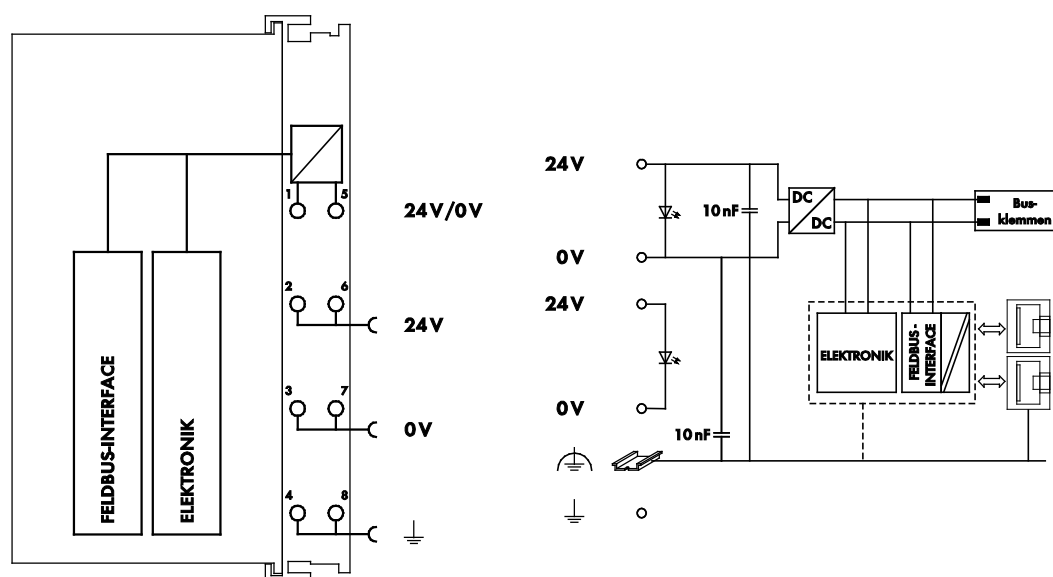 1
5
24V/0V
2
6
24V
3
7
0V
4
8
FELDBUS-INTERFACE
ELEKTRONIK
24V
0V
24V
0V
10nF
10nF
DC
DC
Bus-
klemmen
ELEKTRONIK
FELDBUS-
INTERFACE